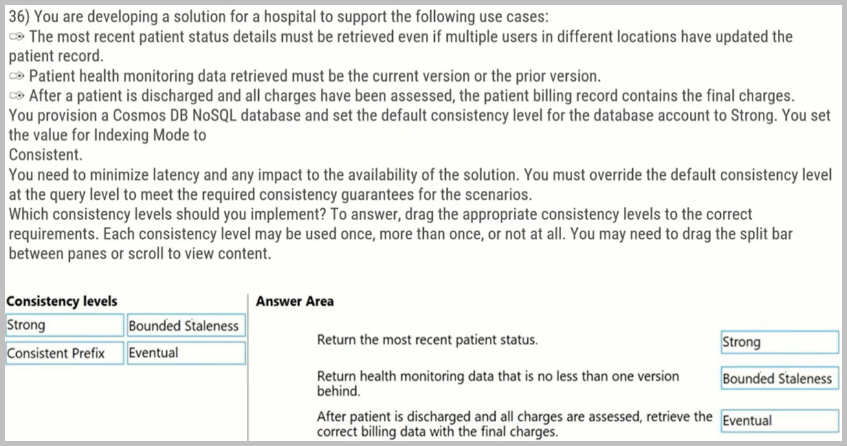 36) You are developing a solution for a hospital to support the following use cases:
The most recent patient status details must be retrieved even if multiple users in different locations have updated the
patient record.
Patient health monitoring data retrieved must be the current version or the prior version.
After a patient is discharged and all charges have been assessed, the patient billing record contains the final charges.
You provision a Cosmos DB NoSQL database and set the default consistency level for the database account to Strong. You set
the value for Indexing Mode to
Consistent.
You need to minimize latency and any impact to the availability of the solution. You must override the default consistency level
at the query level to meet the required consistency guarantees for the scenarios.
Which consistency levels should you implement? To answer, drag the appropriate consistency levels to the correct
requirements. Each consistency level may be used once, more than once, or not at all. You may need to drag the split bar
between panes or scroll to view content.
Consistency levels
Strong
Bounded Staleness
Consistent Prefix
Eventual
Answer Area
Return the most recent patient status.
Strong
Return health monitoring data that is no less than one version
behind.
Bounded Staleness
After patient is discharged and all charges are assessed, retrieve the
correct billing data with the final charges.
Eventual